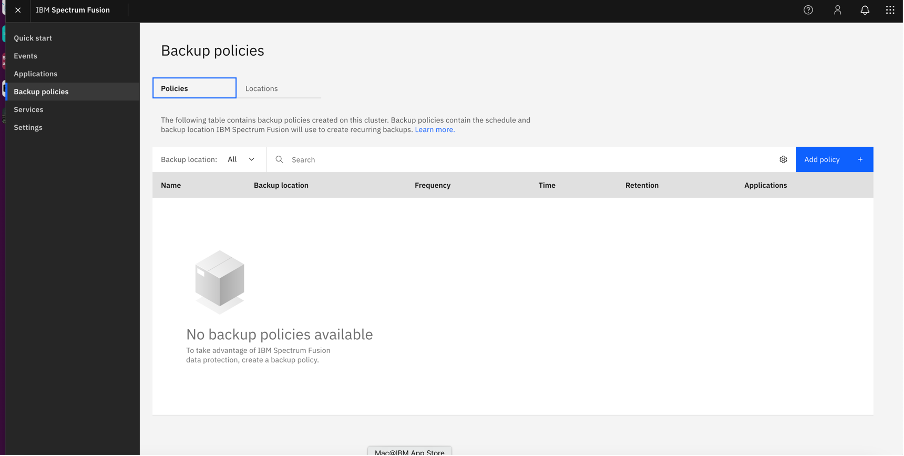 IBM Spectrum Fusion
Quick start
Events
Applications
Backup policies
Services
Settings
Backup policies
Policies
Locations
The following table contains backup policies created on this cluster. Backup policies contain the schedule and
backup location IBM Spectrum Fusion will use to create recurring backups. Learn more.
Backup location: All
Search
Add policy +
Name Backup location Frequency Time Retention Applications
No backup policies available
To take advantage of IBM Spectrum Fusion
data protection, create a backup policy.
Mac@IBM App Store